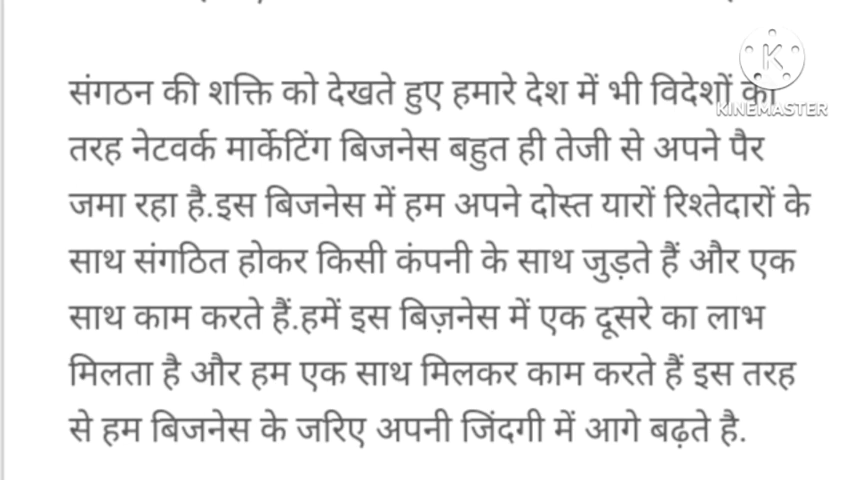 संगठन की शक्ति को देखते हुए हमारे देश में भी विदेशों की
KINEMASTER
तरह नेटवर्क मार्केटिंग बिजनेस बहुत ही तेजी से अपने पैर
जमा रहा है.इस बिजनेस में हम अपने दोस्त यारों रिश्तेदारों के
साथ संगठित होकर किसी कंपनी के साथ जुड़ते हैं और एक
साथ काम करते हैं.हमें इस बिज़नेस में एक दूसरे का लाभ
मिलता है और हम एक साथ मिलकर काम करते हैं इस तरह
से हम बिजनेस के जरिए अपनी जिंदगी में आगे बढ़ते है.